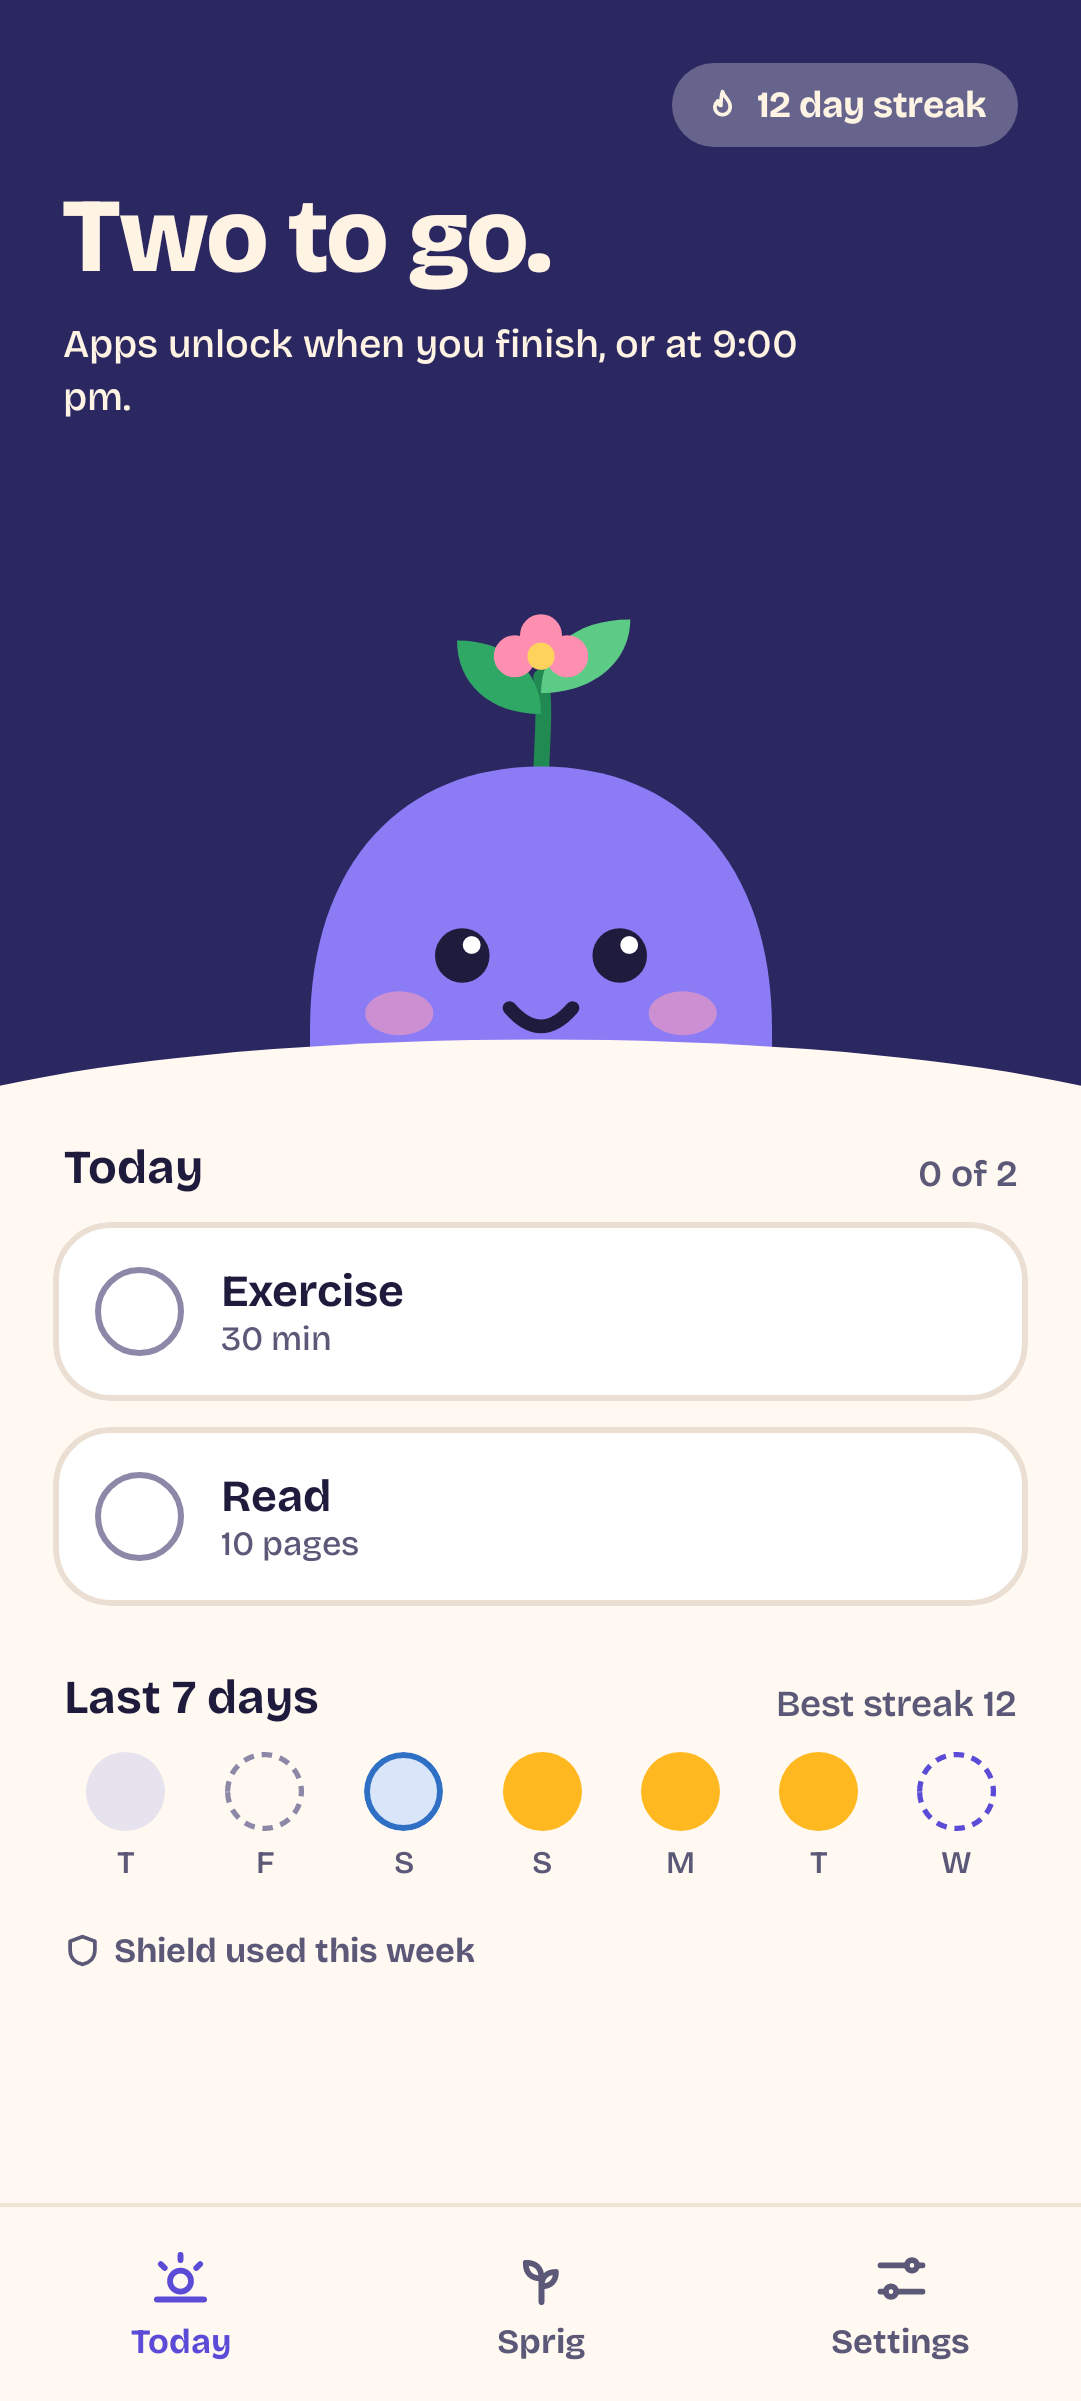 12 day streak
Two to go.
Apps unlock when you finish, or at 9:00
pm.
Today
0 of 2
Exercise
30 min
Read
10 pages
Last 7 days
Best streak 12
T F S S M T W
Shield used this week
Today
Sprig
Settings